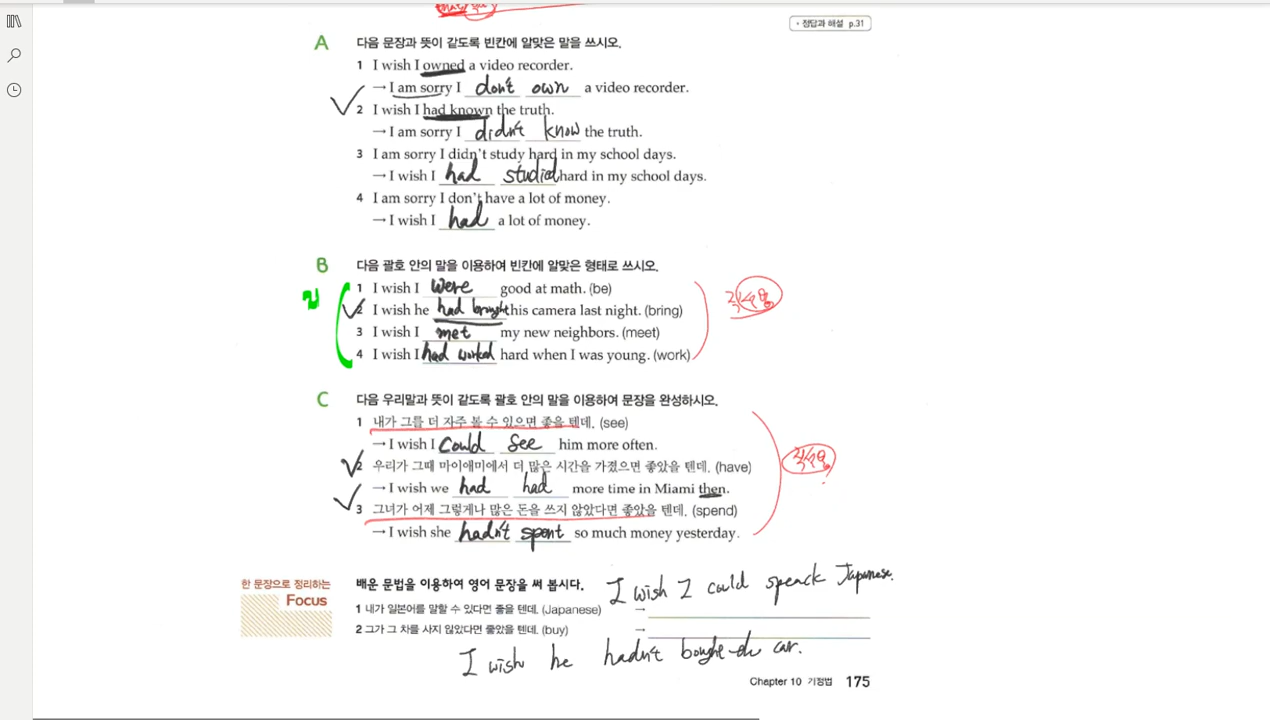 • 정답과 해설 p.31
A 다음 문장과 뜻이 같도록 빈칸에 알맞은 말을 쓰시오.
1 I wish I owned a video recorder.
→ I am sorry I don't own a video recorder.
2 I wish I had known the truth.
→ I am sorry I didn't know the truth.
3 I am sorry I didn't study hard in my school days.
→ I wish I had studied hard in my school days.
4 I am sorry I don't have a lot of money.
→ I wish I had a lot of money.
B 다음 괄호 안의 말을 이용하여 빈칸에 알맞은 형태로 쓰시오.
1 I wish I were good at math. (be)
2 I wish he had brought his camera last night. (bring)
3 I wish I met my new neighbors. (meet)
4 I wish I had worked hard when I was young. (work)
C 다음 우리말과 뜻이 같도록 괄호 안의 말을 이용하여 문장을 완성하시오.
1 내가 그를 더 자주 볼 수 있으면 좋을 텐데. (see)
→ I wish I could see him more often.
2 우리가 그때 마이애미에서 더 많은 시간을 가졌으면 좋았을 텐데. (have)
→ I wish we had had more time in Miami then.
3 그녀가 어제 그렇게나 많은 돈을 쓰지 않았다면 좋았을 텐데. (spend)
→ I wish she hadn't spent so much money yesterday.
한 문장으로 정리하는
Focus
배운 문법을 이용하여 영어 문장을 써 봅시다.
I wish I could speack Japanese.
1 내가 일본어를 말할 수 있다면 좋을 텐데. (Japanese) →
2 그가 그 차를 사지 않았다면 좋았을 텐데. (buy) →
I wish he hadn't bought the car.
Chapter 10 가정법 175